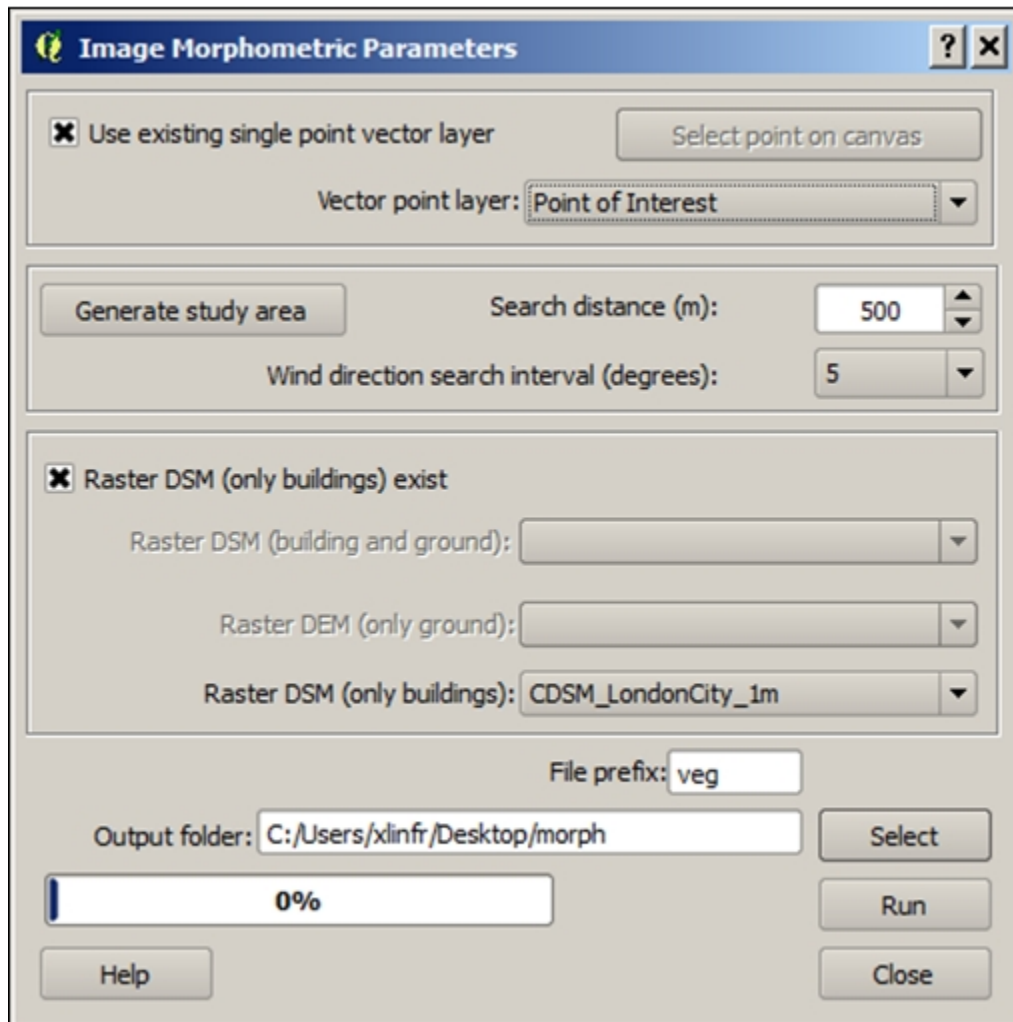 Image Morphometric Parameters
Use existing single point vector layer
Select point on canvas
Vector point layer: Point of Interest
Generate study area
Search distance (m): 500
Wind direction search interval (degrees): 5
Raster DSM (only buildings) exist
Raster DSM (building and ground):
Raster DEM (only ground):
Raster DSM (only buildings): CDSM_LondonCity_1m
File prefix: veg
Output folder: C:/Users/xlinfr/Desktop/morph
Select
0%
Run
Help
Close